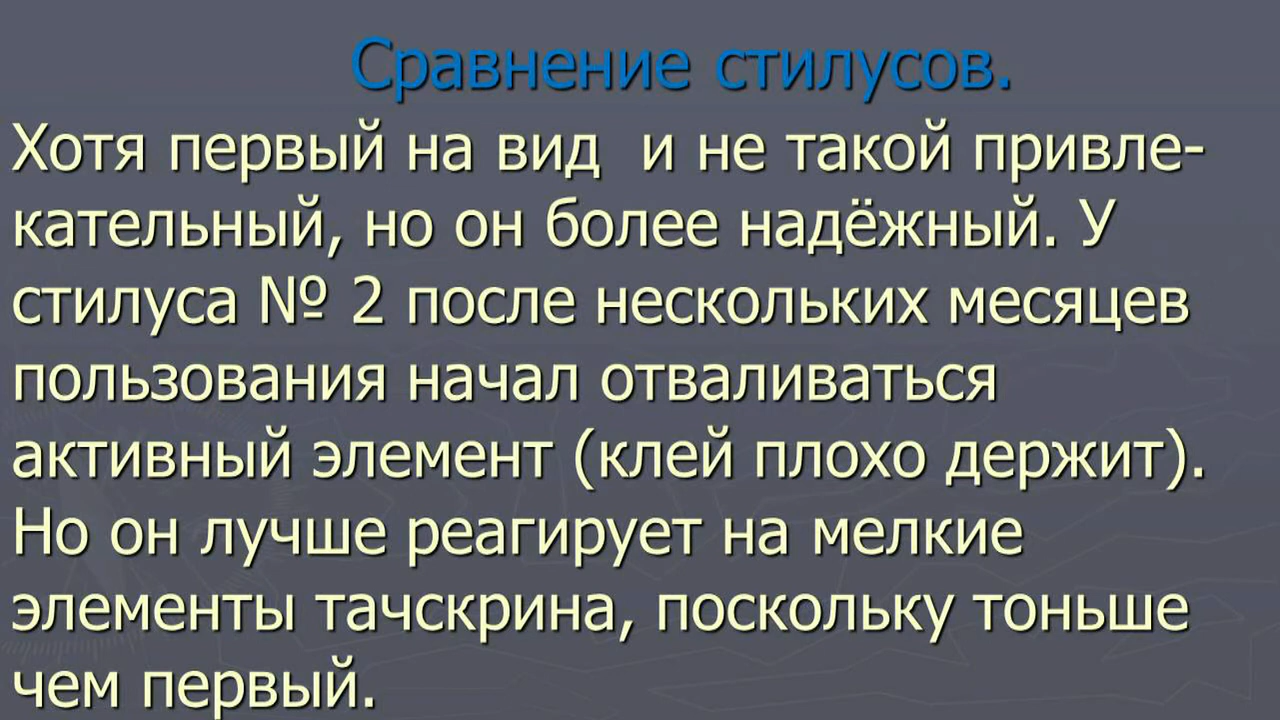 Сравнение стилусов.
Хотя первый на вид  и не такой привле-
кательный, но он более надёжный. У
стилуса № 2 после нескольких месяцев
пользования начал отваливаться
активный элемент (клей плохо держит).
Но он лучше реагирует на мелкие
элементы тачскрина, поскольку тоньше
чем первый.